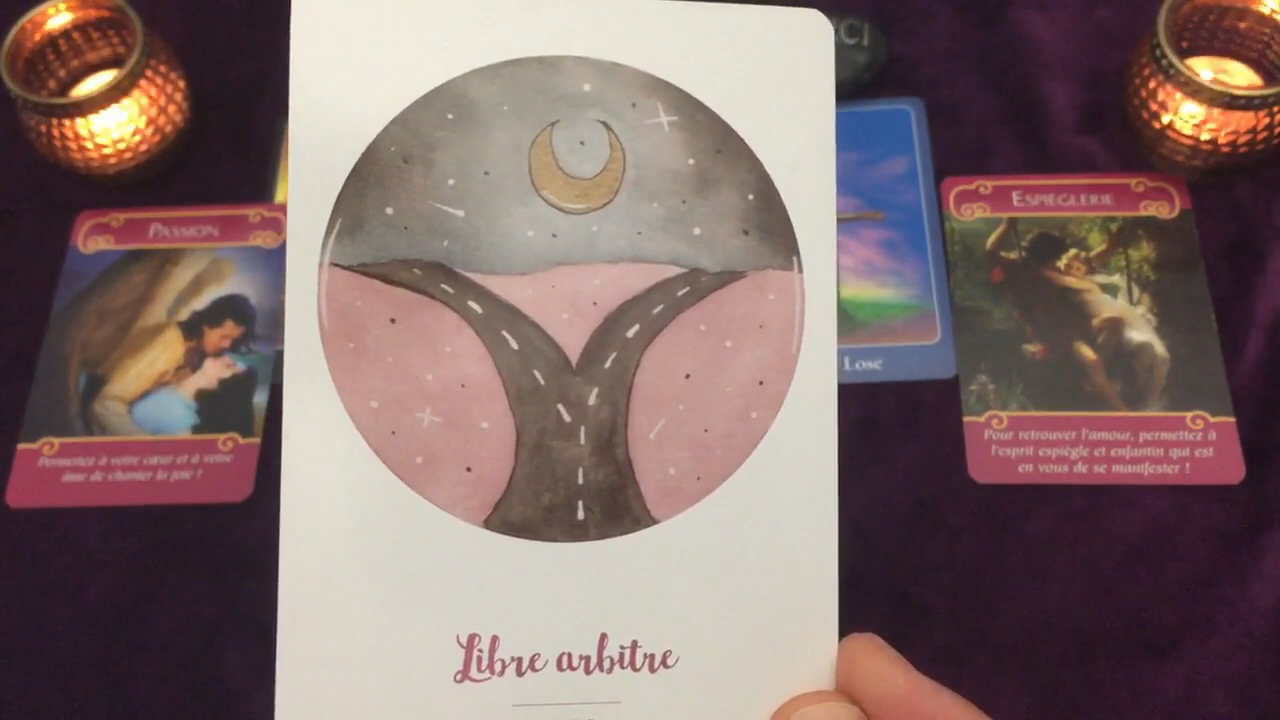 PASSION
Permettez à votre cœur et à votre
âme de chanter la joie !
Libre arbitre
Lose
ESPIÈGLERIE
Pour retrouver l'amour, permettez à
l'esprit espiègle et enfantin qui est
en vous de se manifester !